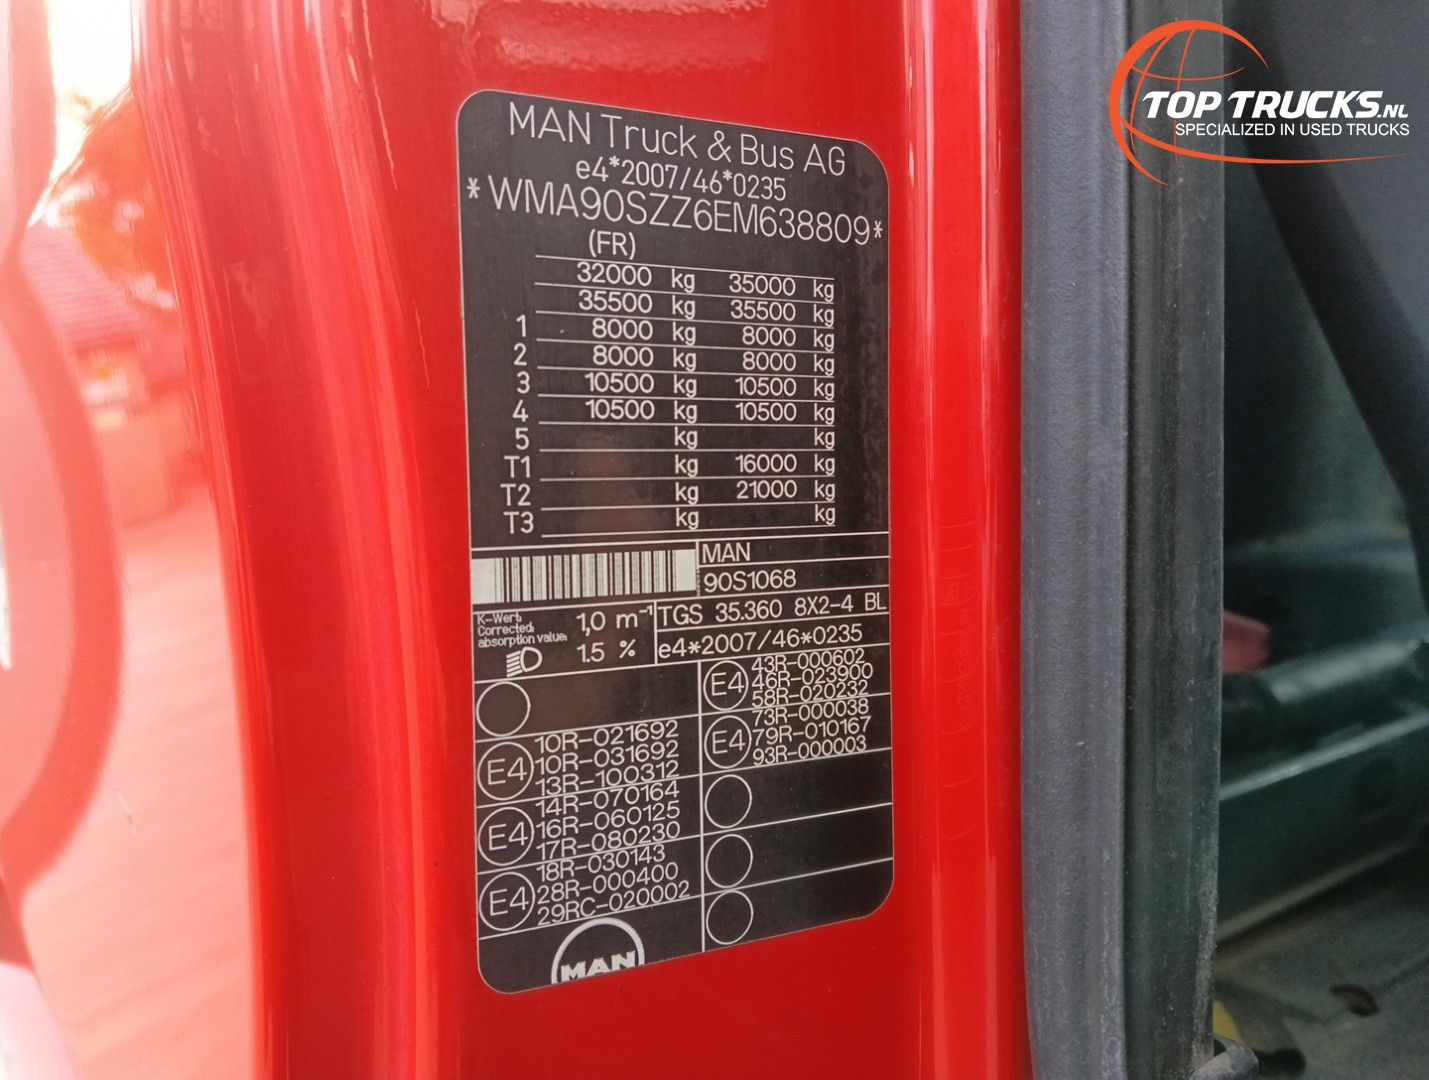 TOP TRUCKS.NL
SPECIALIZED IN USED TRUCKS
MAN Truck & Bus AG
e4*2007/46*0235
*WMA90SZZ6EM638809*
(FR)
32000 kg 35000 kg
35500 kg 35500 kg
1 8000 kg 8000 kg
2 8000 kg 8000 kg
3 10500 kg 10500 kg
4 10500 kg 10500 kg
5 kg kg
T1 kg 16000 kg
T2 kg 21000 kg
T3 kg kg
MAN
90S1068
K-Wert:
Corrected:
absorption value:
1,0 m⁻¹
1.5 %
TGS 35.360 8X2-4 BL
e4*2007/46*0235
E4
10R-021692
10R-031692
13R-100312
E4
14R-070164
16R-060125
17R-080230
E4
18R-030143
28R-000400
29RC-020002
E4
43R-000602
46R-023900
58R-020232
E4
73R-000038
79R-010167
93R-000003
MAN